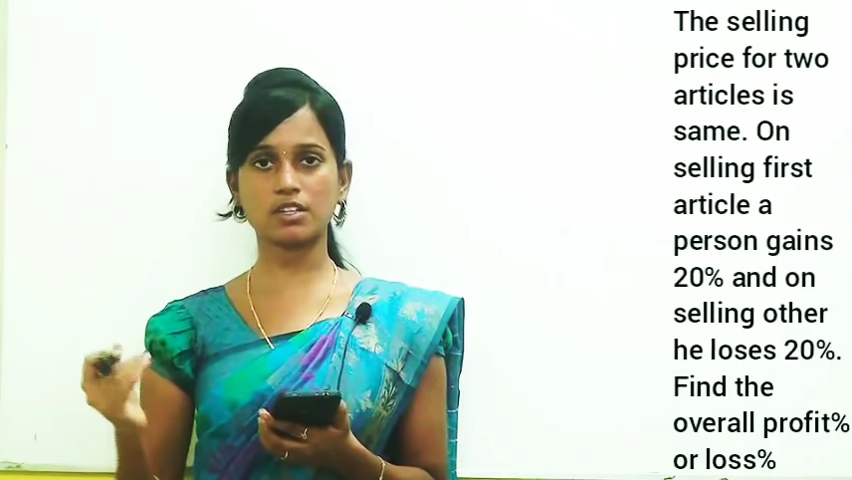 The selling
price for two
articles is
same. On
selling first
article a
person gains
20% and on
selling other
he loses 20%.
Find the
overall profit%
or loss%